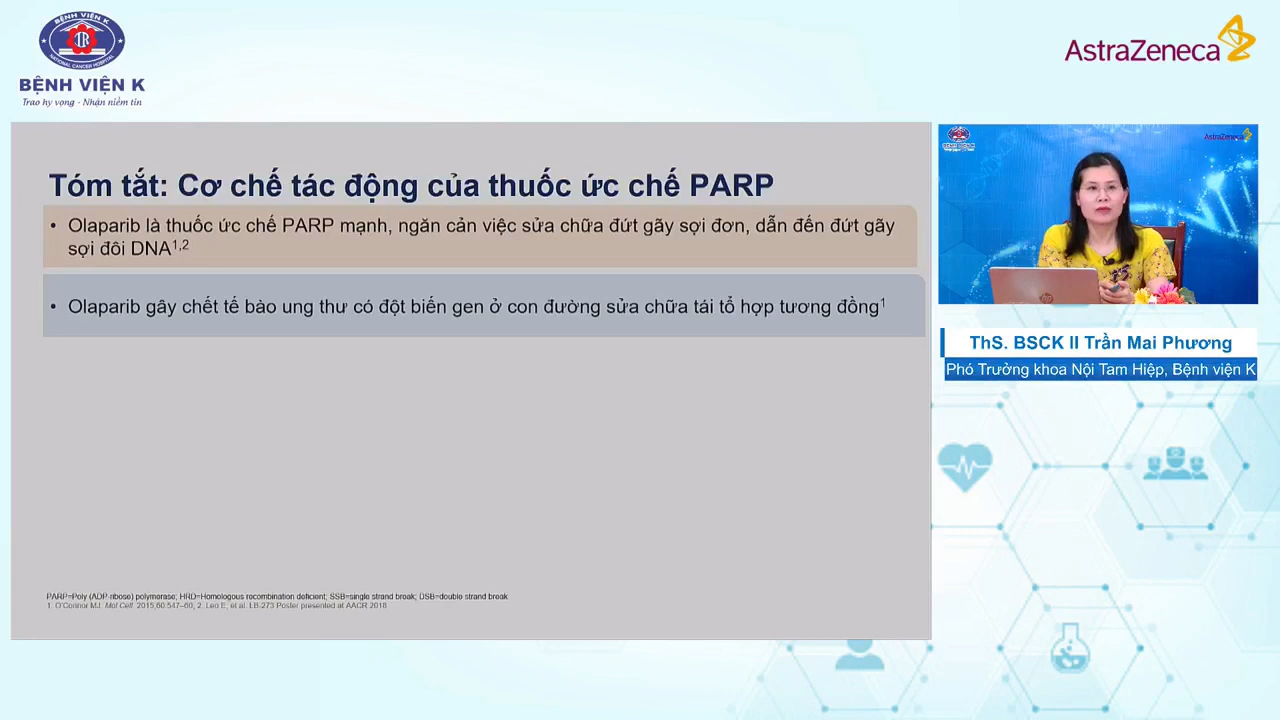 BỆNH VIỆN K
NATIONAL CANCER HOSPITAL
BỆNH VIỆN K
Trao hy vọng - Nhận niềm tin
AstraZeneca
Tóm tắt: Cơ chế tác động của thuốc ức chế PARP
• Olaparib là thuốc ức chế PARP mạnh, ngăn cản việc sửa chữa đứt gãy sợi đơn, dẫn đến đứt gãy
sợi đôi DNA1,2
• Olaparib gây chết tế bào ung thư có đột biến gen ở con đường sửa chữa tái tổ hợp tương đồng1
PARP=Poly (ADP-ribose) polymerase; HRD=Homologous recombination deficient; SSB=single strand break; DSB=double strand break
1. O'Connor MJ. Mol Cell. 2015;60:547–60, 2. Leo E, et al. LB-273 Poster presented at AACR 2018
AstraZeneca
ThS. BSCK II Trần Mai Phương
Phó Trưởng khoa Nội Tam Hiệp, Bệnh viện K